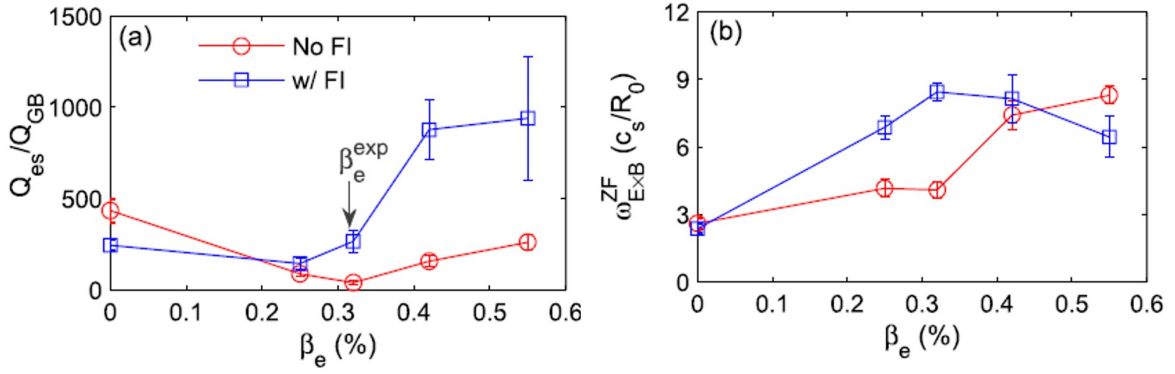 (a)
No FI
w/ FI
β_e^exp
Q_es/Q_GB
1500
1000
500
0
0 0.1 0.2 0.3 0.4 0.5 0.6
β_e (%)
(b)
ω_E×B^ZF (c_s/R_0)
12
9
6
3
0
0 0.1 0.2 0.3 0.4 0.5 0.6
β_e (%)